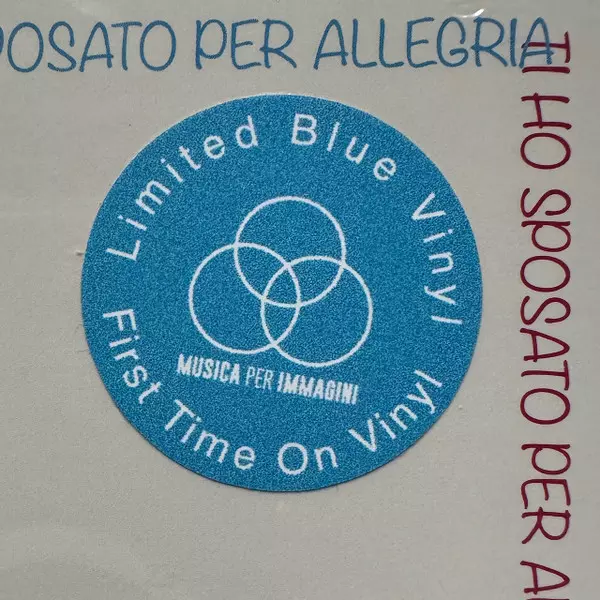 POSATO PER ALLEGRIA
TI HO SPOSATO PER AL
Limited Blue Vinyl
MUSICA PER IMMAGINI
First Time On Vinyl